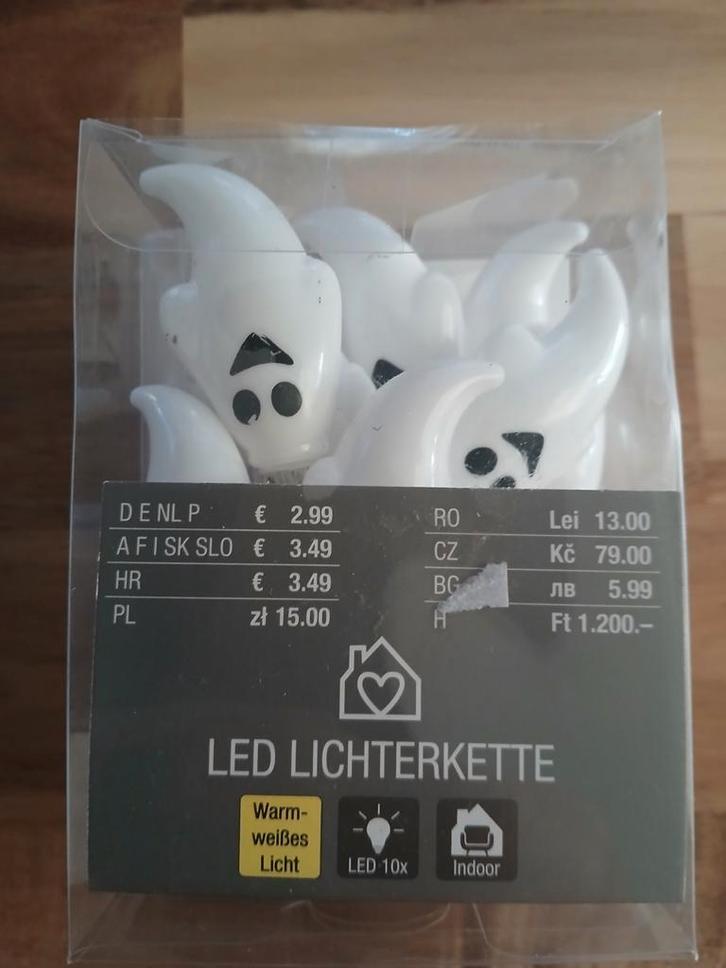 D E NL P € 2.99
A F I SK SLO € 3.49
HR € 3.49
PL zł 15.00
RO Lei 13.00
CZ Kč 79.00
BG лв 5.99
H Ft 1.200.–
LED LICHTERKETTE
Warm-
weißes
Licht
LED 10x
Indoor